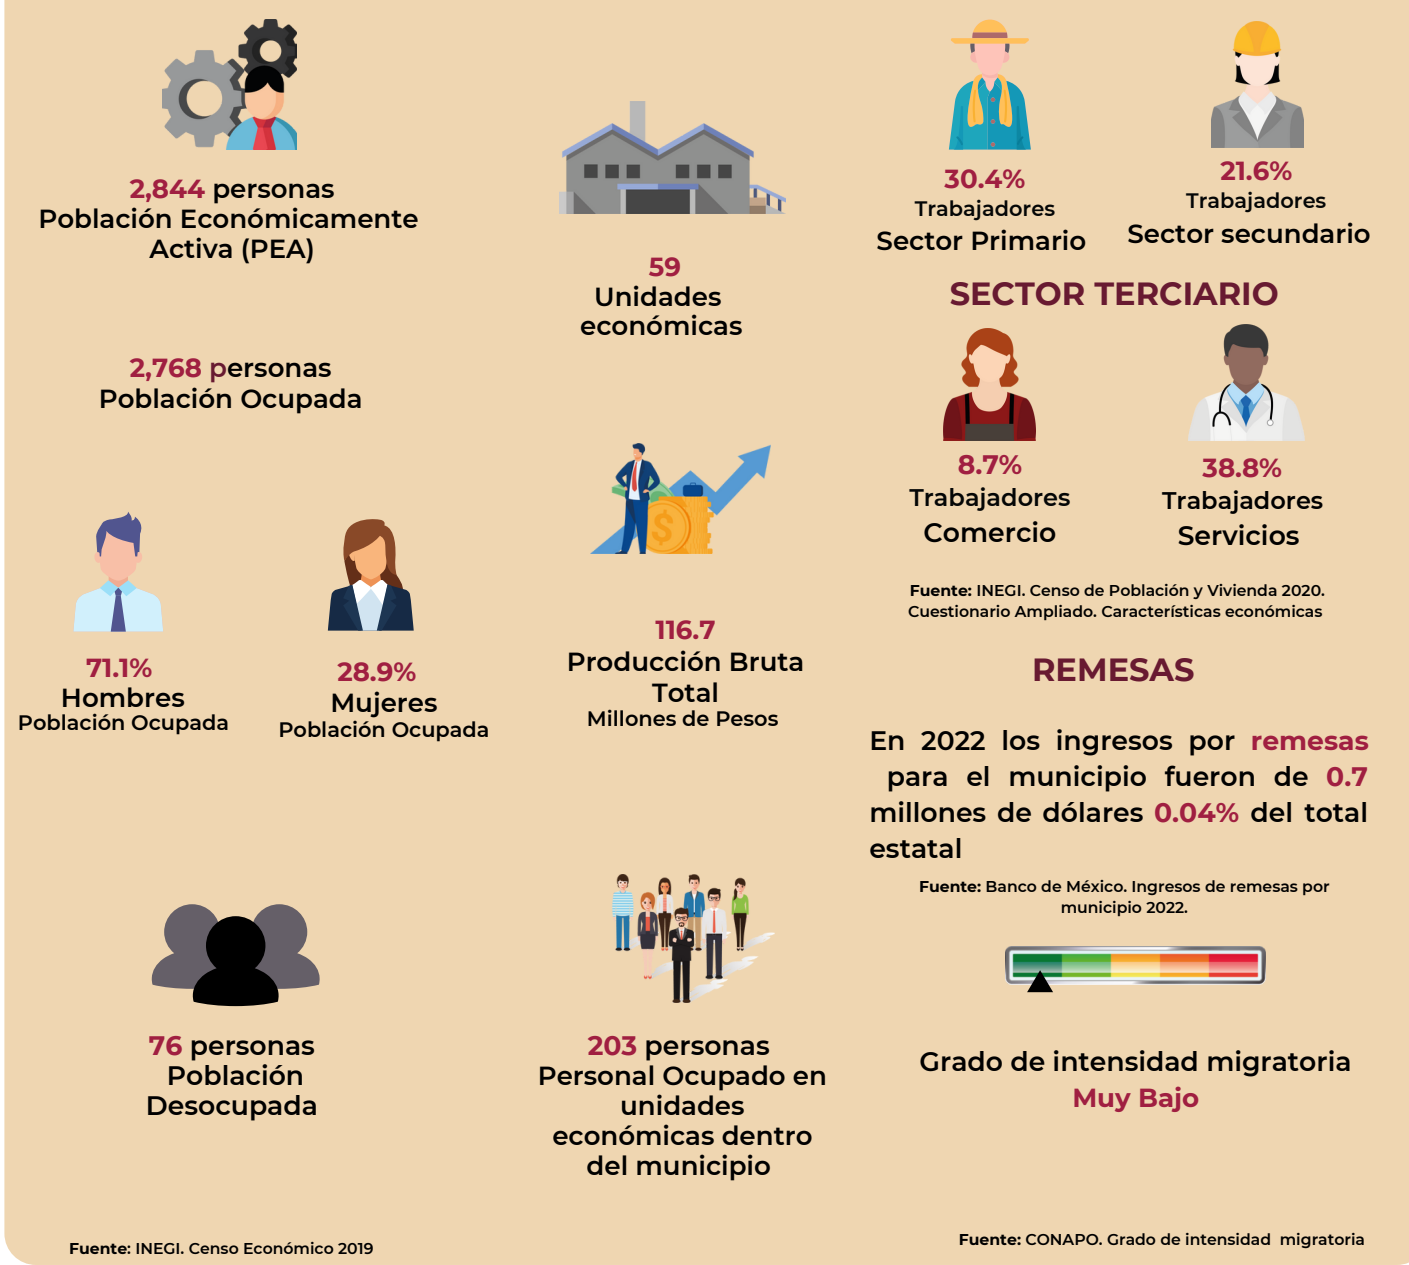 2,844 personas
Población Económicamente
Activa (PEA)
2,768 personas
Población Ocupada
71.1%
Hombres
Población Ocupada
28.9%
Mujeres
Población Ocupada
76 personas
Población
Desocupada
Fuente: INEGI. Censo Económico 2019
59
Unidades
económicas
116.7
Producción Bruta
Total
Millones de Pesos
203 personas
Personal Ocupado en
unidades
económicas dentro
del municipio
30.4%
Trabajadores
Sector Primario
21.6%
Trabajadores
Sector secundario
SECTOR TERCIARIO
8.7%
Trabajadores
Comercio
38.8%
Trabajadores
Servicios
Fuente: INEGI. Censo de Población y Vivienda 2020.
Cuestionario Ampliado. Características económicas
REMESAS
En 2022 los ingresos por remesas
para el municipio fueron de 0.7
millones de dólares 0.04% del total
estatal
Fuente: Banco de México. Ingresos de remesas por
municipio 2022.
Grado de intensidad migratoria
Muy Bajo
Fuente: CONAPO. Grado de intensidad migratoria